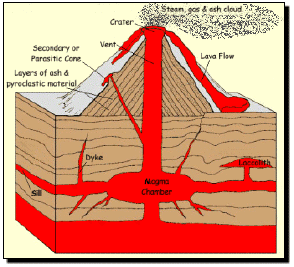 Steam, gas & ash cloud
Crater
Vent
Secondary or
Parasitic Cone
Lava Flow
Layers of ash &
pyroclastic material
Dyke
Laccolith
Sill
Magma
Chamber